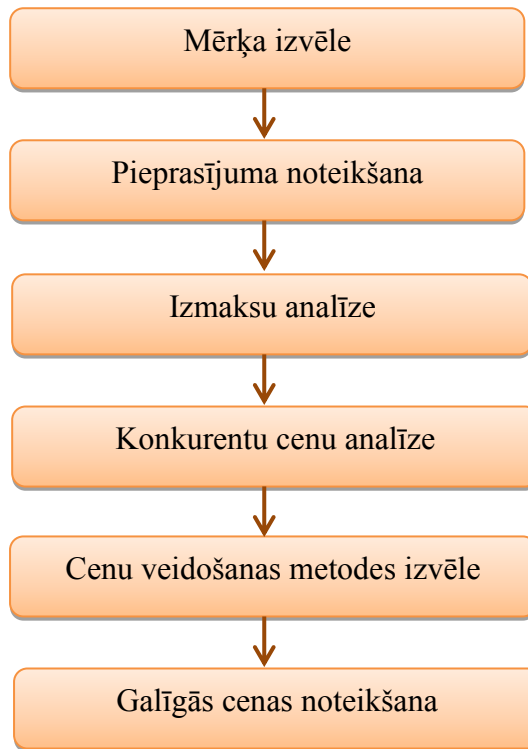 Mērķa izvēle
Pieprasījuma noteikšana
Izmaksu analīze
Konkurentu cenu analīze
Cenu veidošanas metodes izvēle
Galīgās cenas noteikšana